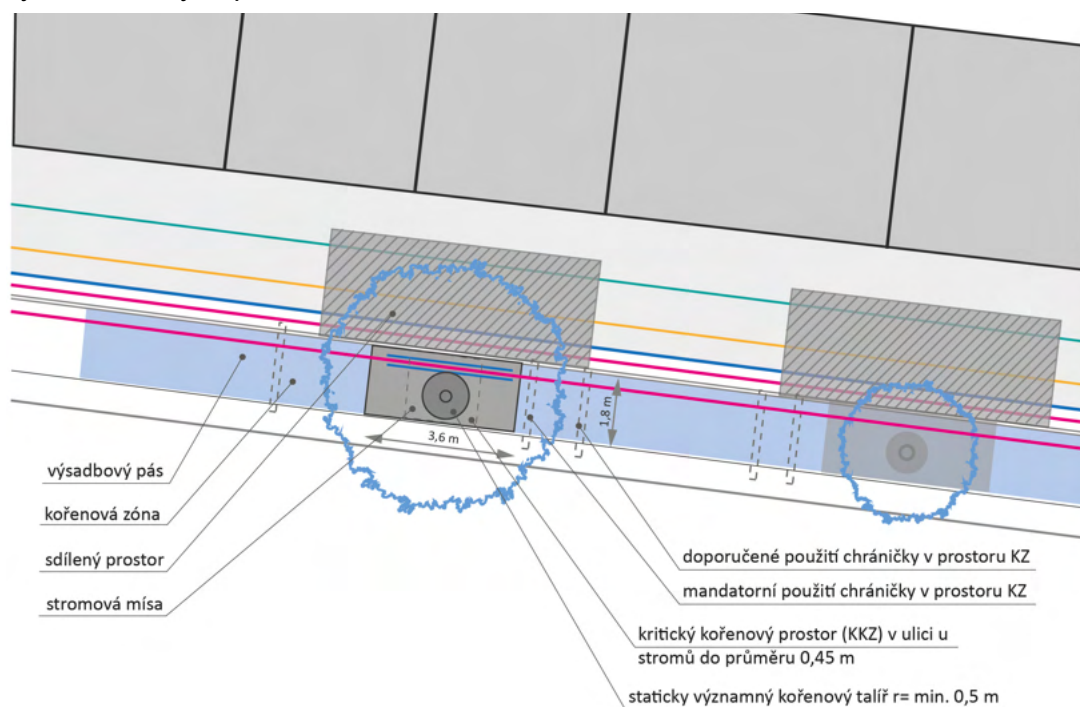 1,8 m
3,6 m
výsadbový pás
kořenová zóna
sdílený prostor
stromová mísa
doporučené použití chráničky v prostoru KZ
mandatorní použití chráničky v prostoru KZ
kritický kořenový prostor (KKZ) v ulici u
stromů do průměru 0,45 m
staticky významný kořenový talíř r= min. 0,5 m